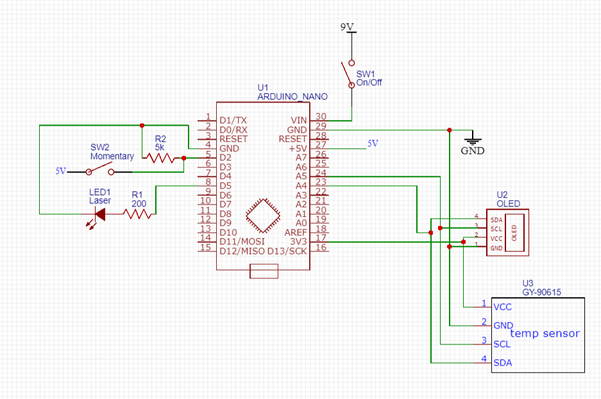 9V
SW1
On/Off
U1
ARDUINO_NANO
1 D1/TX VIN 30
2 D0/RX GND 29
3 RESET RESET 28
4 GND +5V 27 5V
5 D2 A7 26
6 D3 A6 25
7 D4 A5 24
8 D5 A4 23
9 D6 A3 22
10 D7 A2 21
11 D8 A1 20
12 D9 A0 19
13 D10 AREF 18
14 D11/MOSI 3V3 17
15 D12/MISO D13/SCK 16
R2
5k
SW2
Momentary
5V
LED1
Laser
R1
200
GND
U2
OLED
4 SDA
3 SCL
2 VCC
1 GND
OLED
U3
GY-90615
1 VCC
2 GND
temp sensor
3 SCL
4 SDA